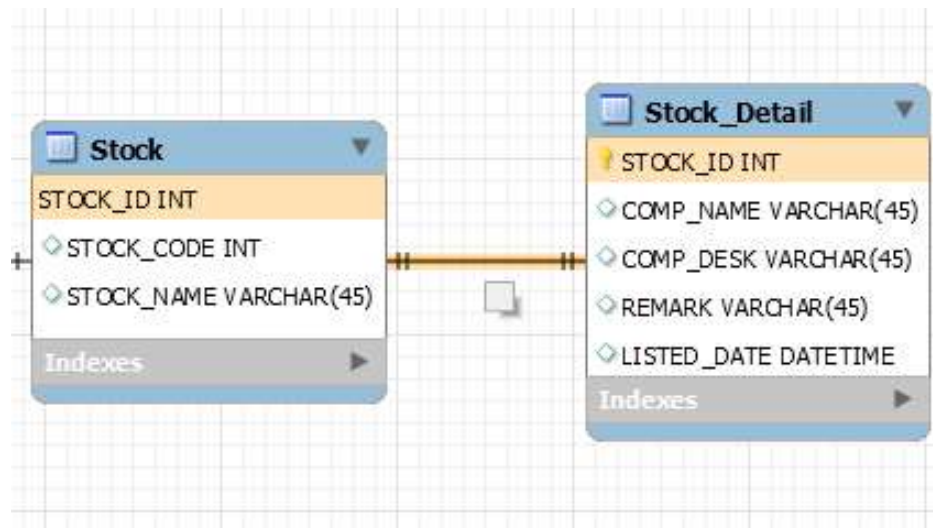 Stock
STOCK_ID INT
STOCK_CODE INT
STOCK_NAME VARCHAR(45)
Indexes
Stock_Detail
STOCK_ID INT
COMP_NAME VARCHAR(45)
COMP_DESK VARCHAR(45)
REMARK VARCHAR(45)
LISTED_DATE DATETIME
Indexes